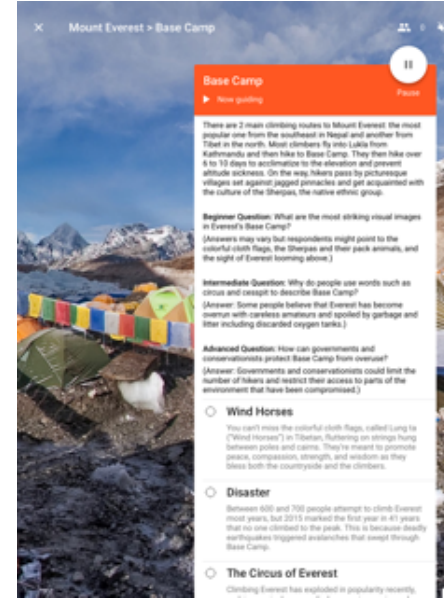 Mount Everest > Base Camp
0
Base Camp
Now guiding
Pause
There are 2 main climbing routes to Mount Everest: the most
popular one from the southeast in Nepal and another from
Tibet in the north. Most climbers fly into Lukla from
Kathmandu and then hike to Base Camp. They then hike over
6 to 10 days to acclimatize to the elevation and prevent
altitude sickness. On the way, hikers pass by picturesque
villages set against jagged pinnacles and get acquainted with
the culture of the Sherpas, the native ethnic group.
Beginner Question: What are the most striking visual images
in Everest's Base Camp?
(Answers may vary but respondents might point to the
colorful cloth flags, the Sherpas and their pack animals, and
the sight of Everest looming above.)
Intermediate Question: Why do people use words such as
circus and cesspit to describe Base Camp?
(Answer: Some people believe that Everest has become
overrun with careless amateurs and spoiled by garbage and
litter including discarded oxygen tanks.)
Advanced Question: How can governments and
conservationists protect Base Camp from overuse?
(Answer: Governments and conservationists could limit the
number of hikers and restrict their access to parts of the
environment that have been compromised.)
Wind Horses
You can't miss the colorful cloth flags, called Lung ta
("Wind Horses") in Tibetan, fluttering on strings hung
between poles and cairns. They're meant to promote
peace, compassion, strength, and wisdom as they
bless both the countryside and the climbers.
Disaster
Between 600 and 700 people attempt to climb Everest
most years, but 2015 marked the first year in 41 years
that no one climbed to the peak. This is because deadly
earthquakes triggered avalanches that swept through
Base Camp.
The Circus of Everest
Climbing Everest has exploded in popularity recently,